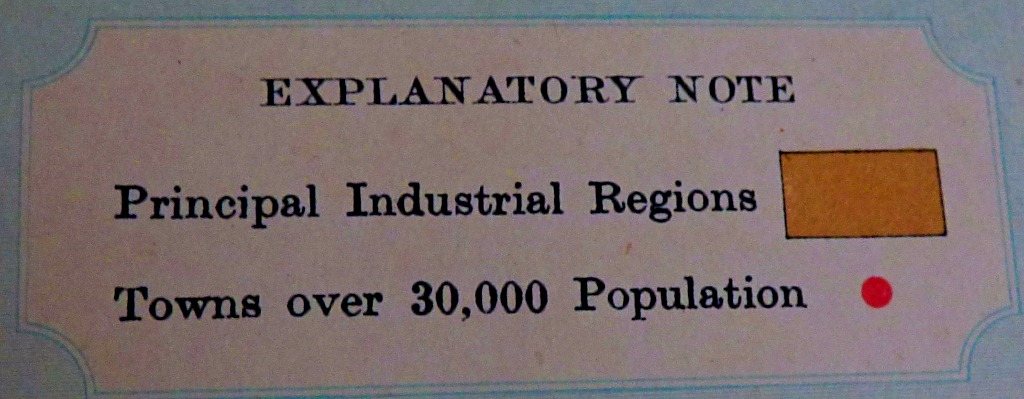 EXPLANATORY NOTE
Principal Industrial Regions
Towns over 30,000 Population